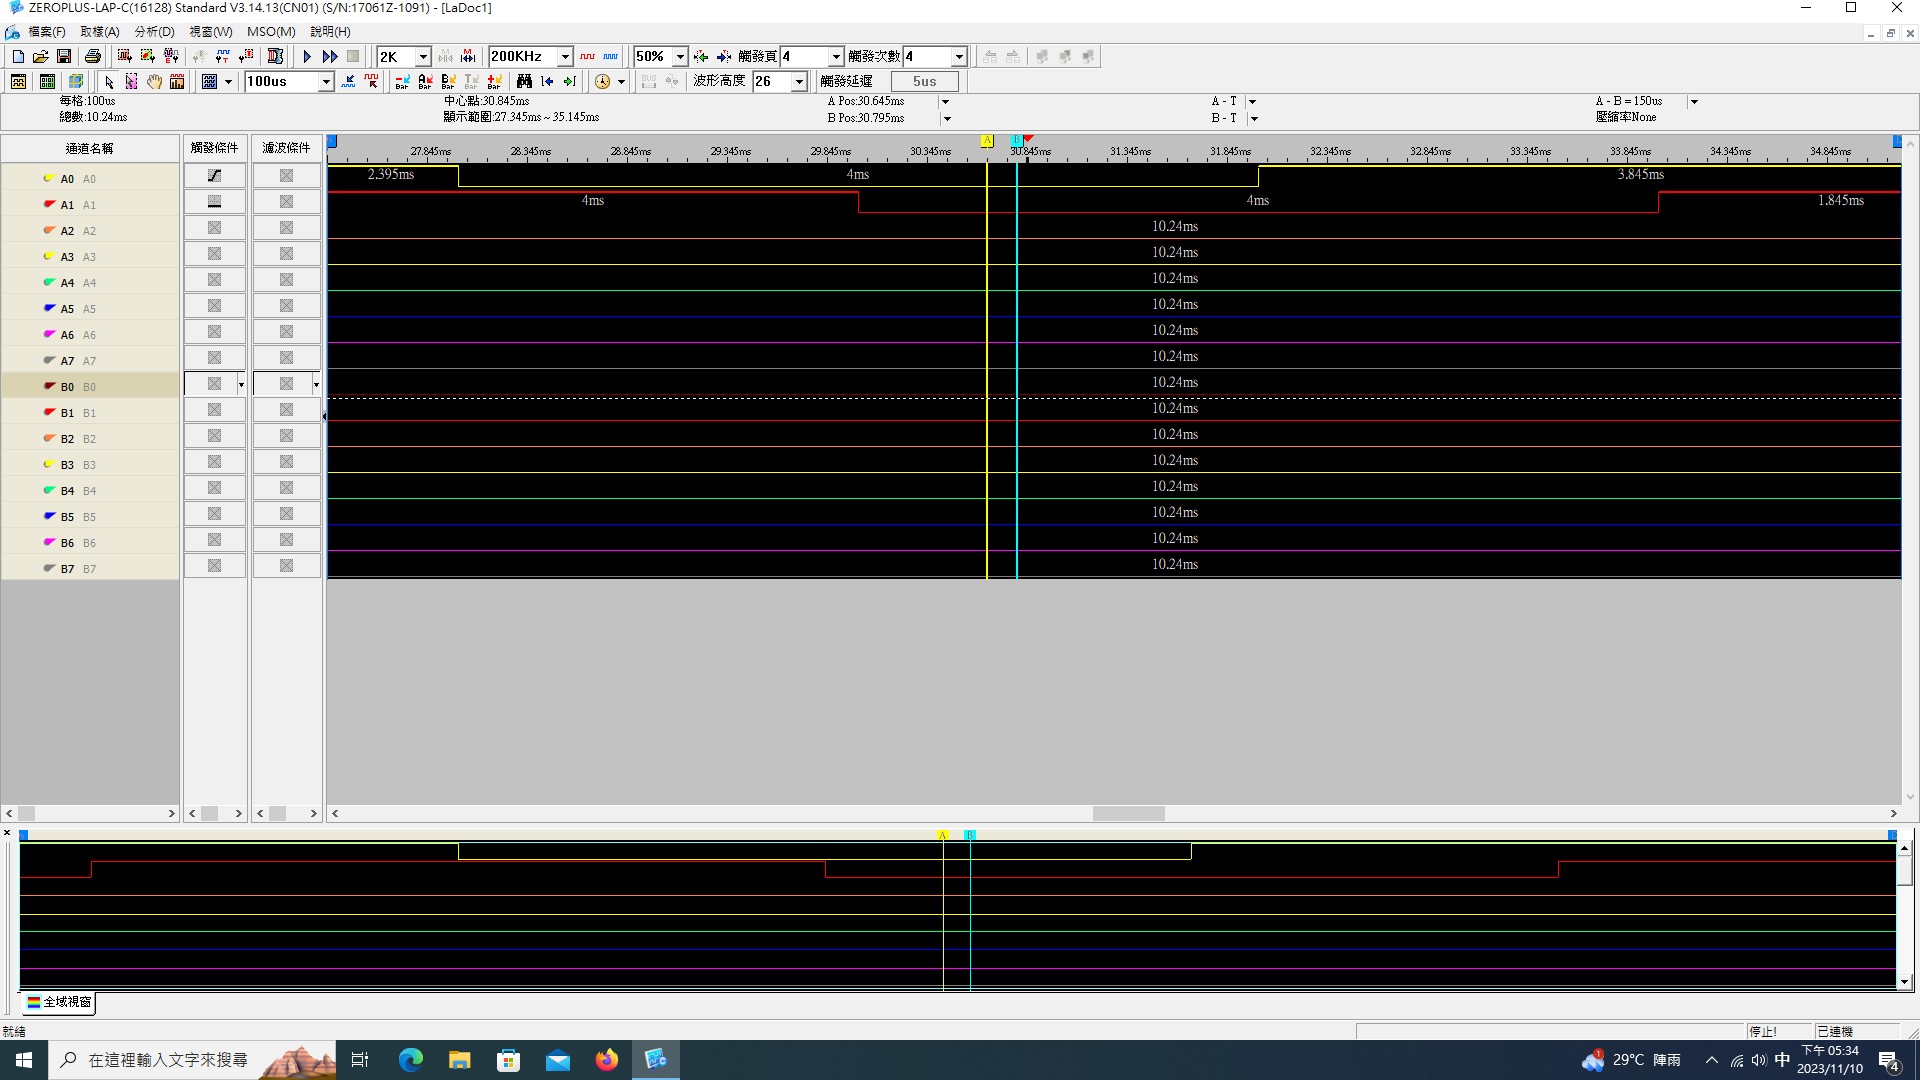 ZEROPLUS-LAP-C(16128) Standard V3.14.13(CN01) (S/N:17061Z-1091) - [LaDoc1]
檔案(F) 取樣(A) 分析(D) 視窗(W) MSO(M) 說明(H)
2K 200KHz 50% 觸發頁 4 觸發次數 4
100us 波形高度 26 觸發延遲 5us
每格:100us 中心點:30.845ms A Pos:30.645ms A - T A - B = 150us
總數:10.24ms 顯示範圍:27.345ms ~ 35.145ms B Pos:30.795ms B - T 壓縮率None
通道名稱 觸發條件 濾波條件
A B
27.845ms 28.345ms 28.845ms 29.345ms 29.845ms 30.345ms 30.845ms 31.345ms 31.845ms 32.345ms 32.845ms 33.345ms 33.845ms 34.345ms 34.845ms
A0 A0 2.395ms 4ms 3.845ms
A1 A1 4ms 4ms 1.845ms
A2 A2 10.24ms
A3 A3 10.24ms
A4 A4 10.24ms
A5 A5 10.24ms
A6 A6 10.24ms
A7 A7 10.24ms
B0 B0 10.24ms
B1 B1 10.24ms
B2 B2 10.24ms
B3 B3 10.24ms
B4 B4 10.24ms
B5 B5 10.24ms
B6 B6 10.24ms
B7 B7 10.24ms
A B
全域視窗
就緒 停止! 已連機
在這裡輸入文字來搜尋 1 29°C 陣雨 中 下午 05:34
2023/11/10 4